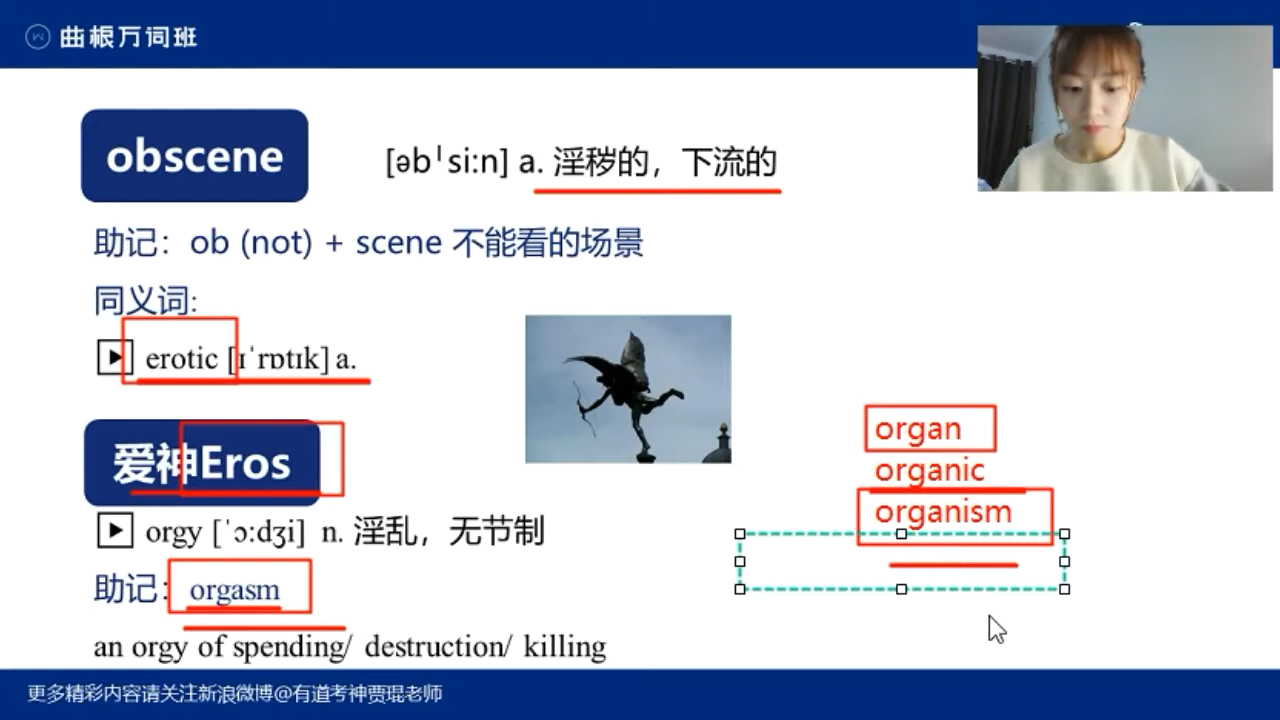 曲根万词班
obscene
[əbˈsi:n] a. 淫秽的，下流的
助记：ob (not) + scene 不能看的场景
同义词:
erotic [ɪˈrɒtɪk] a.
爱神Eros
orgy [ˈɔ:dʒi] n. 淫乱，无节制
助记：orgasm
an orgy of spending/ destruction/ killing
organ
organic
organism
更多精彩内容请关注新浪微博@有道考神贾琨老师